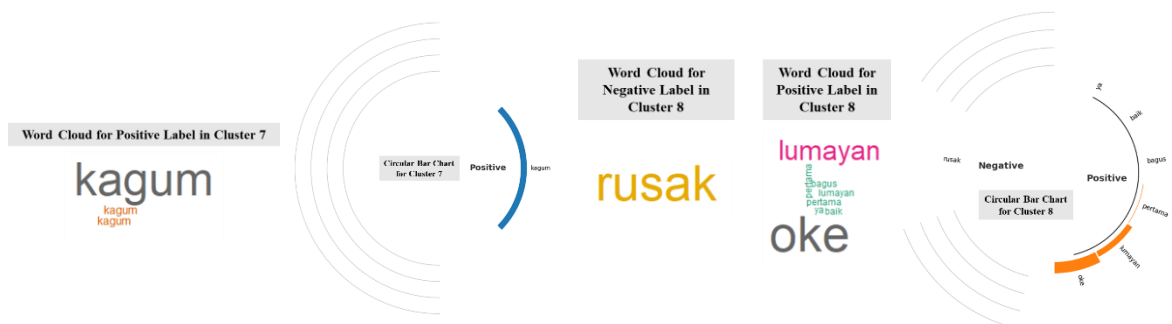 Word Cloud for Positive Label in Cluster 7
kagum
kagum
kagum
Circular Bar Chart
for Cluster 7
Positive
kagum
Word Cloud for
Negative Label in
Cluster 8
rusak
Word Cloud for
Positive Label in
Cluster 8
lumayan
pertama
bagus
lumayan
pertama
ya baik
oke
rusak
Negative
Positive
Circular Bar Chart
for Cluster 8
ya
baik
bagus
pertama
lumayan
oke